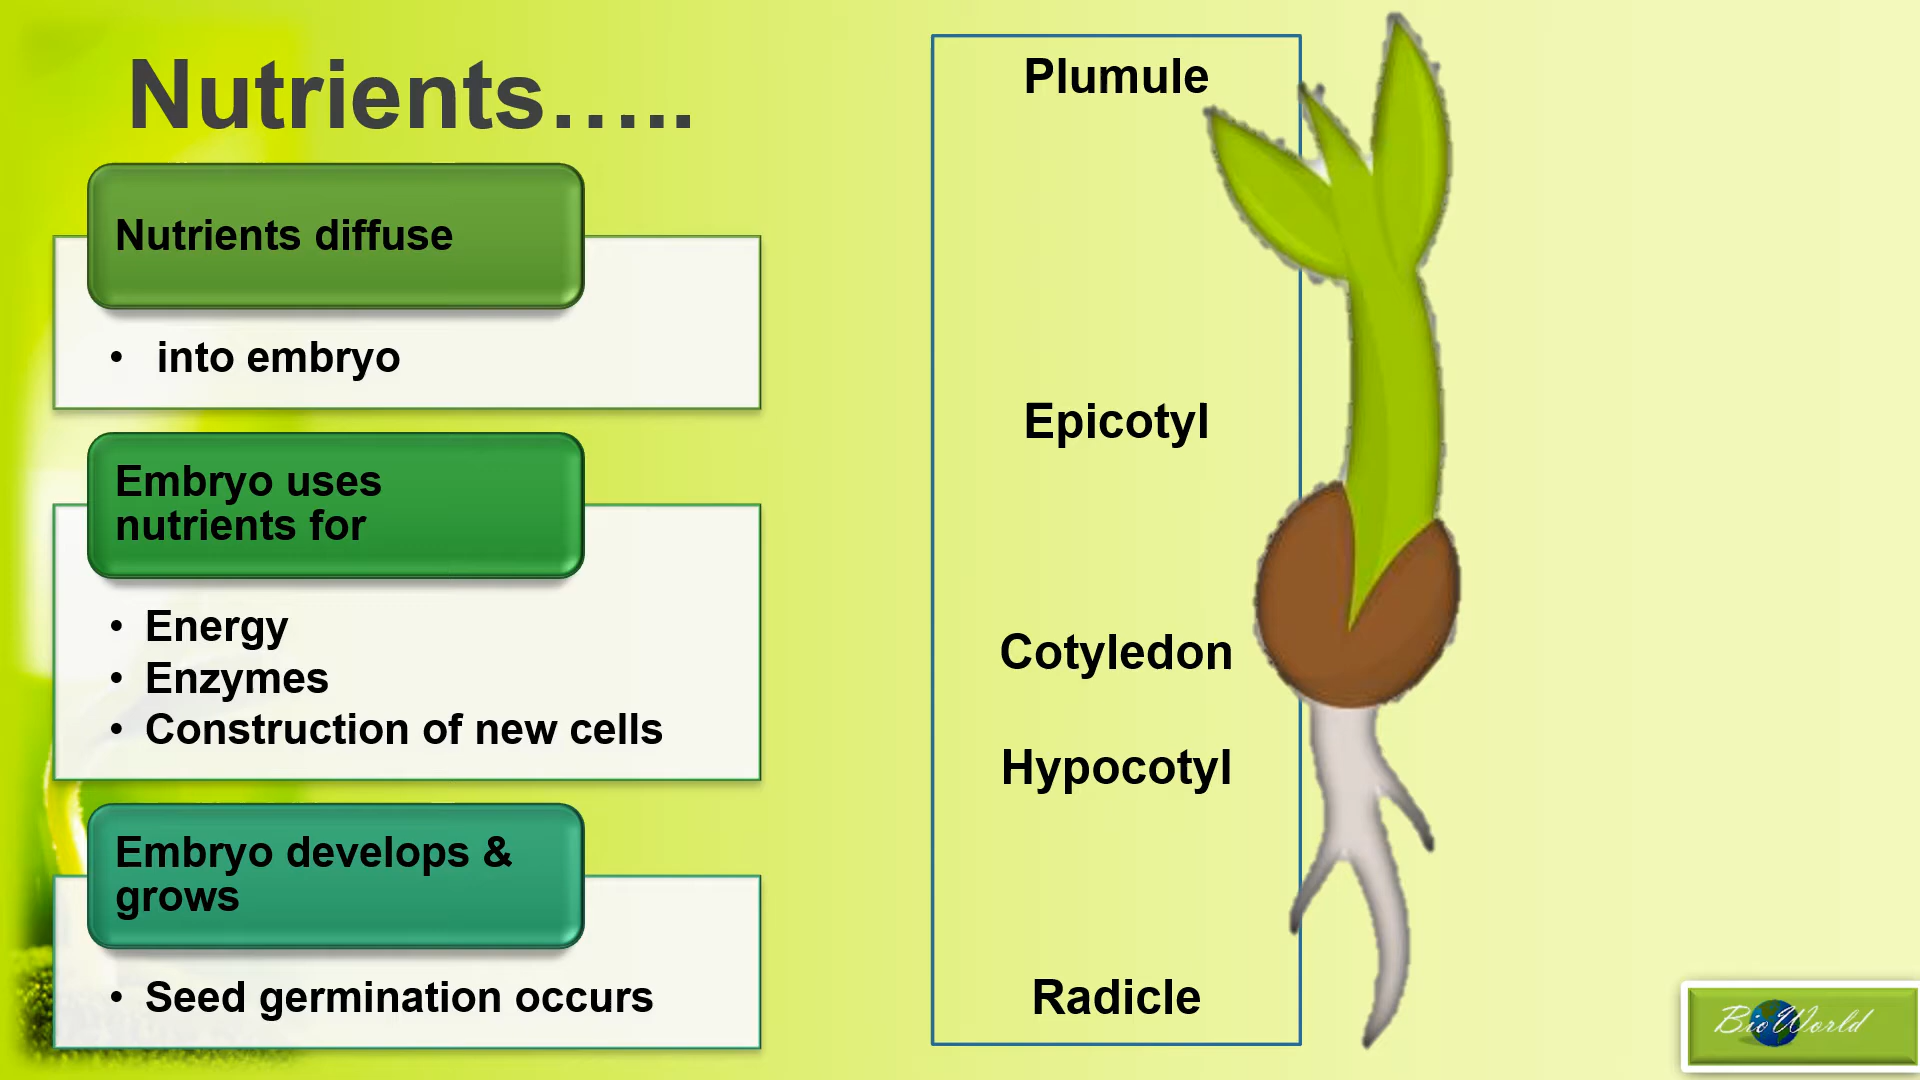 Nutrients.....
Nutrients diffuse
• into embryo
Embryo uses
nutrients for
• Energy
• Enzymes
• Construction of new cells
Embryo develops &
grows
• Seed germination occurs
Plumule
Epicotyl
Cotyledon
Hypocotyl
Radicle
BioWorld